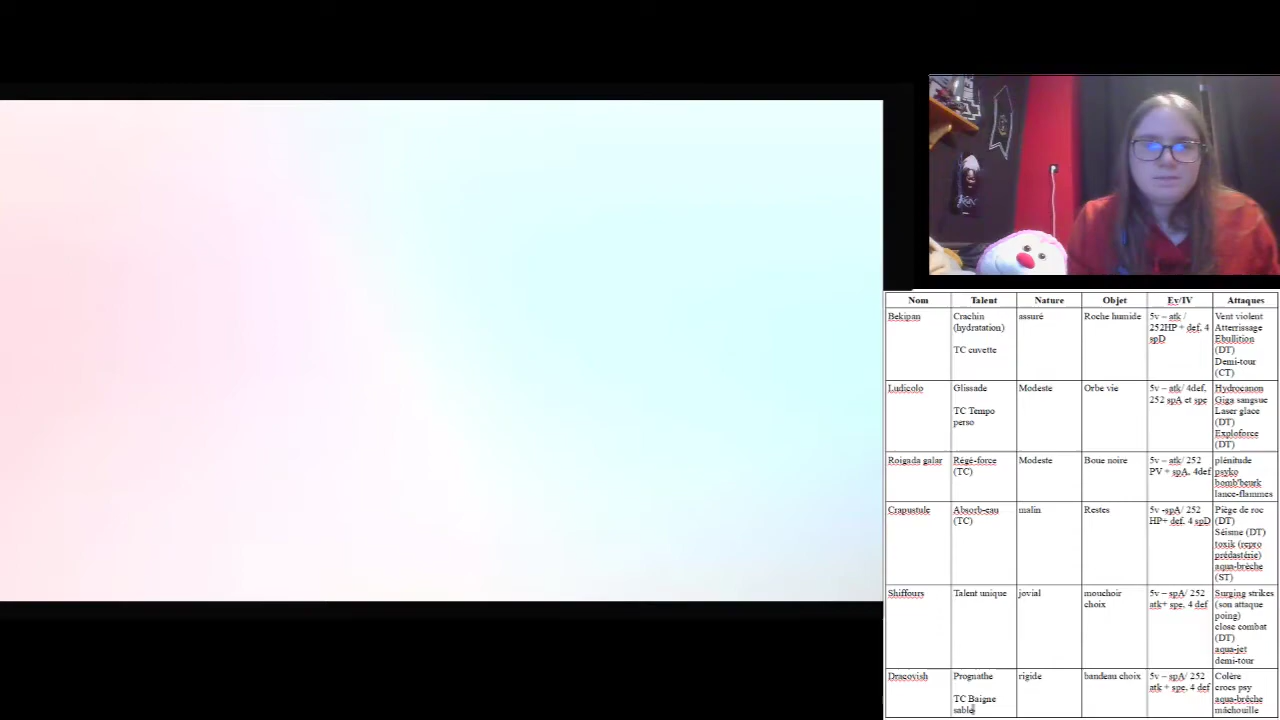 Nom Talent Nature Objet Ev/IV Attaques
Bekipan
Crachin
(hydratation)
TC cuvette
assuré
Roche humide
5v – atk /
252HP + def, 4
spD
Vent violent
Atterrissage
Ebullition
(DT)
Demi-tour
(CT)
Ludicolo
Glissade
TC Tempo
perso
Modeste
Orbe vie
5v – atk/ 4def,
252 spA et spe
Hydrocanon
Giga sangsue
Laser glace
(DT)
Exploforce
(DT)
Roigada galar
Régé-force
(TC)
Modeste
Boue noire
5v – atk/ 252
PV + spA, 4def
plénitude
psyko
bomb'beurk
lance-flammes
Crapustule
Absorb-eau
(TC)
malin
Restes
5v -spA/ 252
HP+ def, 4 spD
Piège de roc
(DT)
Séisme (DT)
toxik (repro
prédastérie)
aqua-brèche
(ST)
Shiffours
Talent unique
jovial
mouchoir
choix
5v – spA/ 252
atk+ spe, 4 def
Surging strikes
(son attaque
poing)
close combat
(DT)
aqua-jet
demi-tour
Dracovish
Prognathe
TC Baigne
sable
rigide
bandeau choix
5v – spA/ 252
atk + spe, 4 def
Colère
crocs psy
aqua-brèche
mâchouille